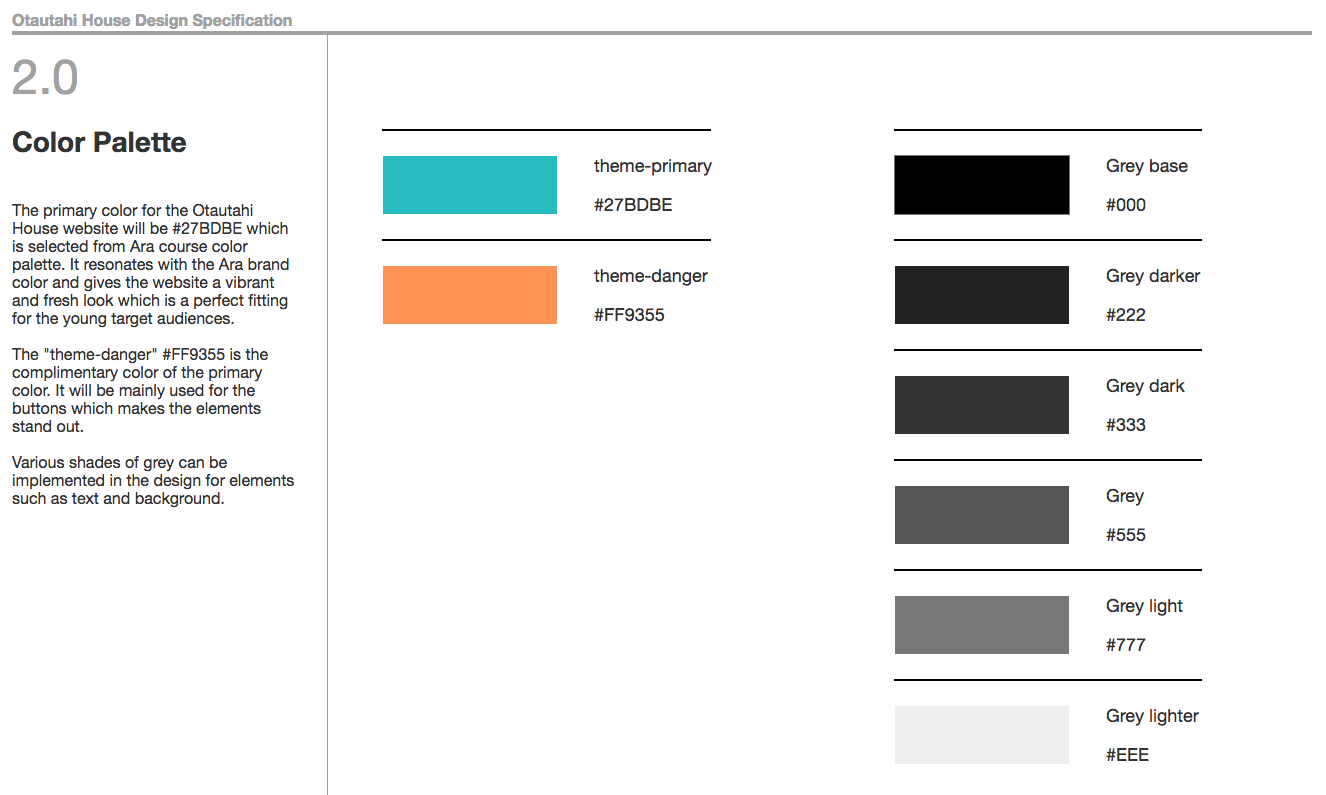 Otautahi House Design Specification
2.0
Color Palette
The primary color for the Otautahi
House website will be #27BDBE which
is selected from Ara course color
palette. It resonates with the Ara brand
color and gives the website a vibrant
and fresh look which is a perfect fitting
for the young target audiences.
The "theme-danger" #FF9355 is the
complimentary color of the primary
color. It will be mainly used for the
buttons which makes the elements
stand out.
Various shades of grey can be
implemented in the design for elements
such as text and background.
theme-primary
#27BDBE
theme-danger
#FF9355
Grey base
#000
Grey darker
#222
Grey dark
#333
Grey
#555
Grey light
#777
Grey lighter
#EEE